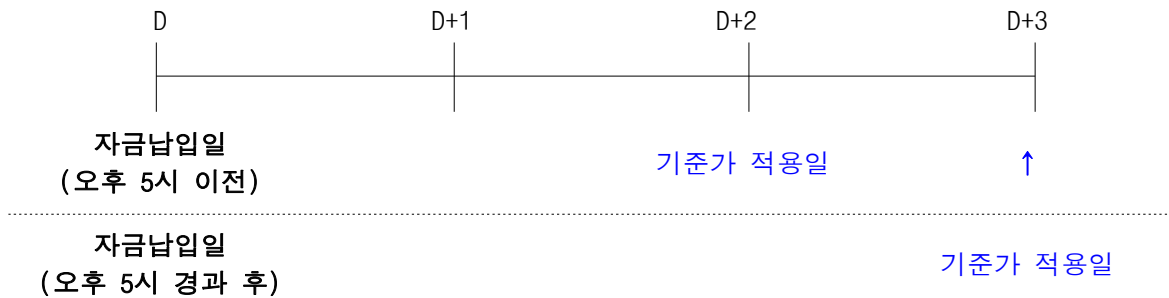 D D+1 D+2 D+3
자금납입일
(오후 5시 이전)
기준가 적용일 ↑
자금납입일
(오후 5시 경과 후)
기준가 적용일